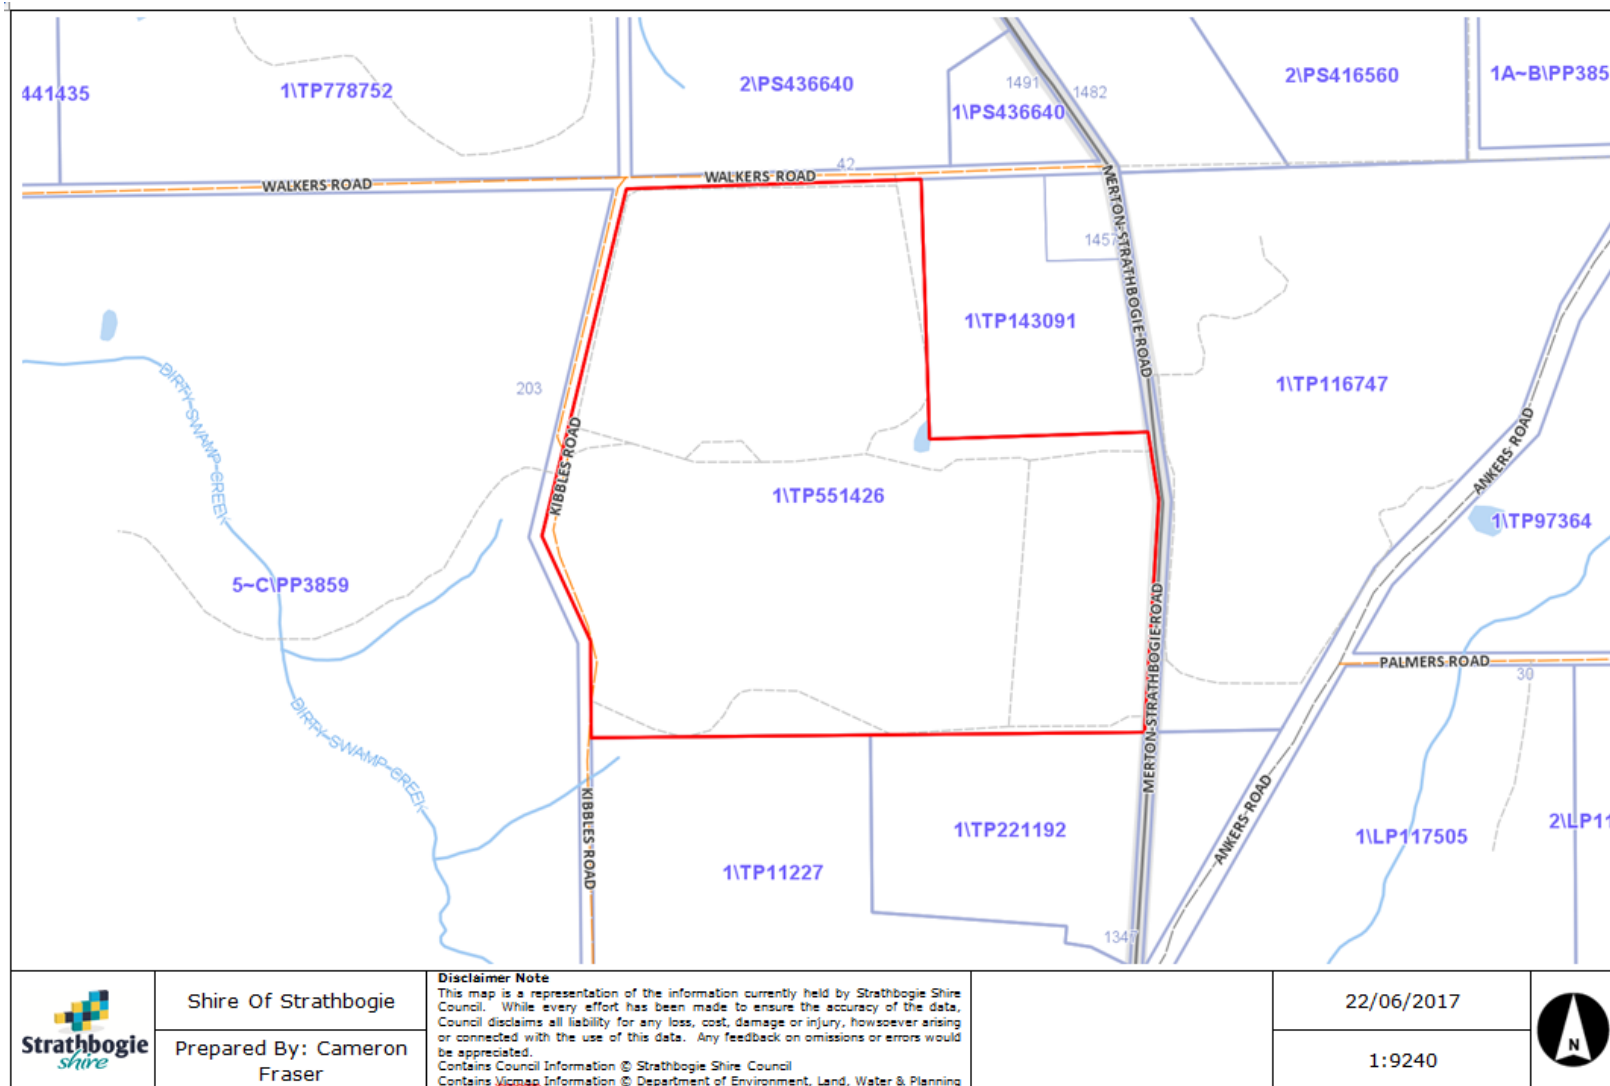 441435
1\TP778752
2\PS436640
1491
1482
1\PS436640
2\PS416560
1A~B\PP385
42
WALKERS ROAD
WALKERS ROAD
MERTON-STRATHBOGIE ROAD
1457
1\TP143091
DIRTY SWAMP CREEK
203
1\TP116747
KIBBLES ROAD
ANKERS ROAD
1\TP551426
1\TP97364
5~C\PP3859
MERTON-STRATHBOGIE ROAD
PALMERS ROAD
30
DIRTY SWAMP CREEK
KIBBLES ROAD
ANKERS ROAD
1\TP221192
1\LP117505
2\LP11
1\TP11227
1347
Strathbogie
shire
Shire Of Strathbogie
Prepared By: Cameron
Fraser
Disclaimer Note
This map is a representation of the information currently held by Strathbogie Shire
Council. While every effort has been made to ensure the accuracy of the data,
Council disclaims all liability for any loss, cost, damage or injury, howsoever arising
or connected with the use of this data. Any feedback on omissions or errors would
be appreciated.
Contains Council Information © Strathbogie Shire Council
Contains Vicmap Information © Department of Environment, Land, Water & Planning
22/06/2017
1:9240
N